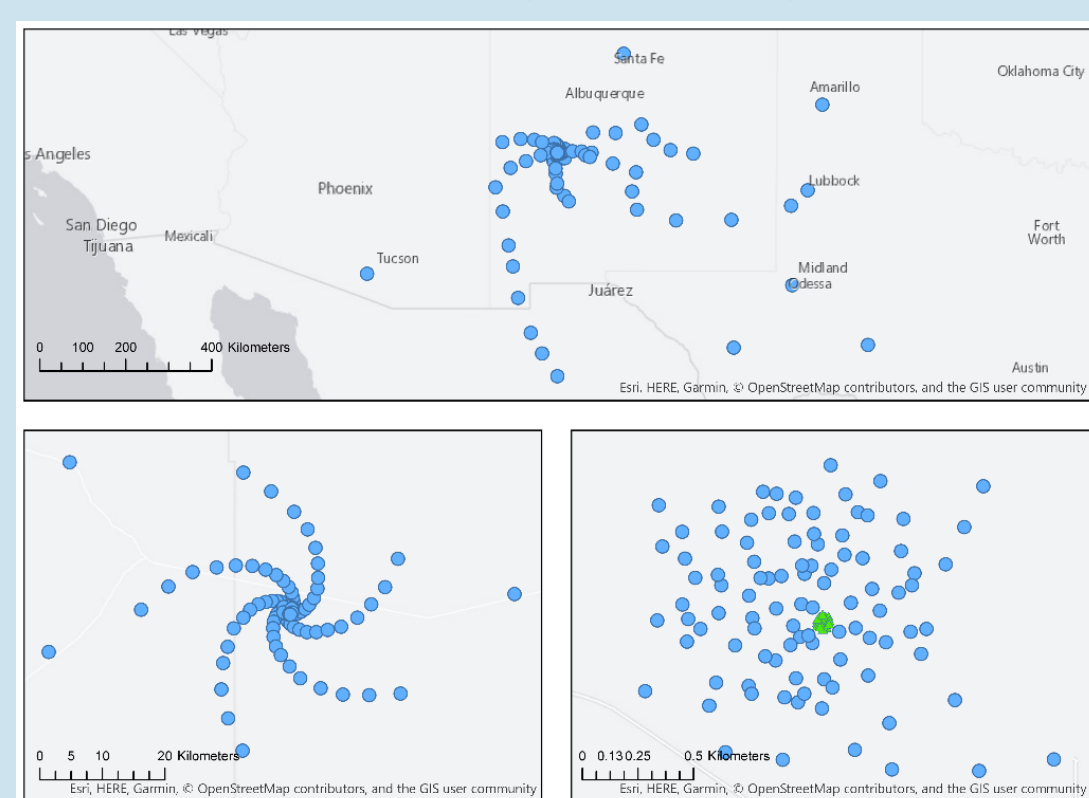 Las Vegas
Santa Fe
Oklahoma City
Amarillo
Albuquerque
s Angeles
Lubbock
Phoenix
San Diego
Tijuana
Mexicali
Fort
Worth
Tucson
Midland
Odessa
Juárez
0 100 200 400 Kilometers
Austin
Esri, HERE, Garmin, © OpenStreetMap contributors, and the GIS user community
0 5 10 20 Kilometers
Esri, HERE, Garmin, © OpenStreetMap contributors, and the GIS user community
0 0.13 0.25 0.5 Kilometers
Esri, HERE, Garmin, © OpenStreetMap contributors, and the GIS user community